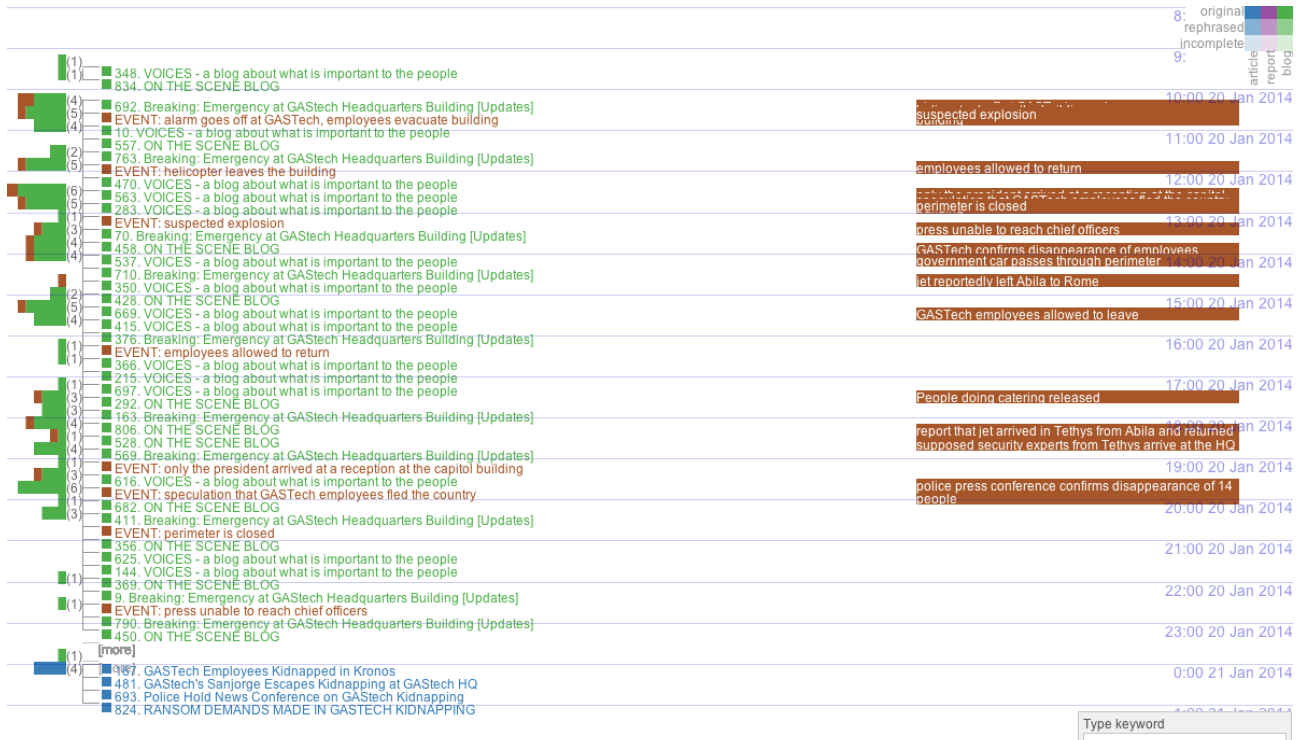 8:
original
rephrased
9:
incomplete
article
report
blog
(1)
(1)
348. VOICES - a blog about what is important to the people
834. ON THE SCENE BLOG
10:00 20 Jan 2014
(4)
692. Breaking: Emergency at GAStech Headquarters Building [Updates]
(5)
EVENT: alarm goes off at GASTech, employees evacuate building
suspected explosion
building
(4)
10. VOICES - a blog about what is important to the people
11:00 20 Jan 2014
557. ON THE SCENE BLOG
(2)
763. Breaking: Emergency at GAStech Headquarters Building [Updates]
(5)
EVENT: helicopter leaves the building
employees allowed to return
12:00 20 Jan 2014
470. VOICES - a blog about what is important to the people
(6)
563. VOICES - a blog about what is important to the people
only the president arrived at a reception at the capitol
speculation that GASTech employees fled the country
(5)
283. VOICES - a blog about what is important to the people
perimeter is closed
(1)
EVENT: suspected explosion
13:00 20 Jan 2014
(3)
70. Breaking: Emergency at GAStech Headquarters Building [Updates]
press unable to reach chief officers
(4)
458. ON THE SCENE BLOG
GASTech confirms disappearance of employees
(4)
537. VOICES - a blog about what is important to the people
government car passes through perimeter
14:00 20 Jan 2014
710. Breaking: Emergency at GAStech Headquarters Building [Updates]
350. VOICES - a blog about what is important to the people
jet reportedly left Abila to Rome
(2)
428. ON THE SCENE BLOG
15:00 20 Jan 2014
(5)
669. VOICES - a blog about what is important to the people
GASTech employees allowed to leave
(4)
415. VOICES - a blog about what is important to the people
376. Breaking: Emergency at GAStech Headquarters Building [Updates]
16:00 20 Jan 2014
(1)
EVENT: employees allowed to return
(1)
366. VOICES - a blog about what is important to the people
215. VOICES - a blog about what is important to the people
17:00 20 Jan 2014
(1)
697. VOICES - a blog about what is important to the people
(3)
292. ON THE SCENE BLOG
People doing catering released
(3)
163. Breaking: Emergency at GAStech Headquarters Building [Updates]
(4)
806. ON THE SCENE BLOG
18:00 20 Jan 2014
report that jet arrived in Tethys from Abila and returned
(1)
528. ON THE SCENE BLOG
supposed security experts from Tethys arrive at the HQ
(4)
569. Breaking: Emergency at GAStech Headquarters Building [Updates]
(1)
EVENT: only the president arrived at a reception at the capitol building
19:00 20 Jan 2014
(3)
616. VOICES - a blog about what is important to the people
(6)
EVENT: speculation that GASTech employees fled the country
police press conference confirms disappearance of 14
people
(1)
682. ON THE SCENE BLOG
20:00 20 Jan 2014
(3)
411. Breaking: Emergency at GAStech Headquarters Building [Updates]
EVENT: perimeter is closed
356. ON THE SCENE BLOG
21:00 20 Jan 2014
625. VOICES - a blog about what is important to the people
144. VOICES - a blog about what is important to the people
(1)
369. ON THE SCENE BLOG
22:00 20 Jan 2014
9. Breaking: Emergency at GAStech Headquarters Building [Updates]
(1)
EVENT: press unable to reach chief officers
790. Breaking: Emergency at GAStech Headquarters Building [Updates]
23:00 20 Jan 2014
450. ON THE SCENE BLOG
(1)
[more]
(4)
167. GASTech Employees Kidnapped in Kronos
0:00 21 Jan 2014
481. GAStech's Sanjorge Escapes Kidnapping at GAStech HQ
693. Police Hold News Conference on GAStech Kidnapping
824. RANSOM DEMANDS MADE IN GASTECH KIDNAPPING
1:00 21 Jan 2014
Type keyword